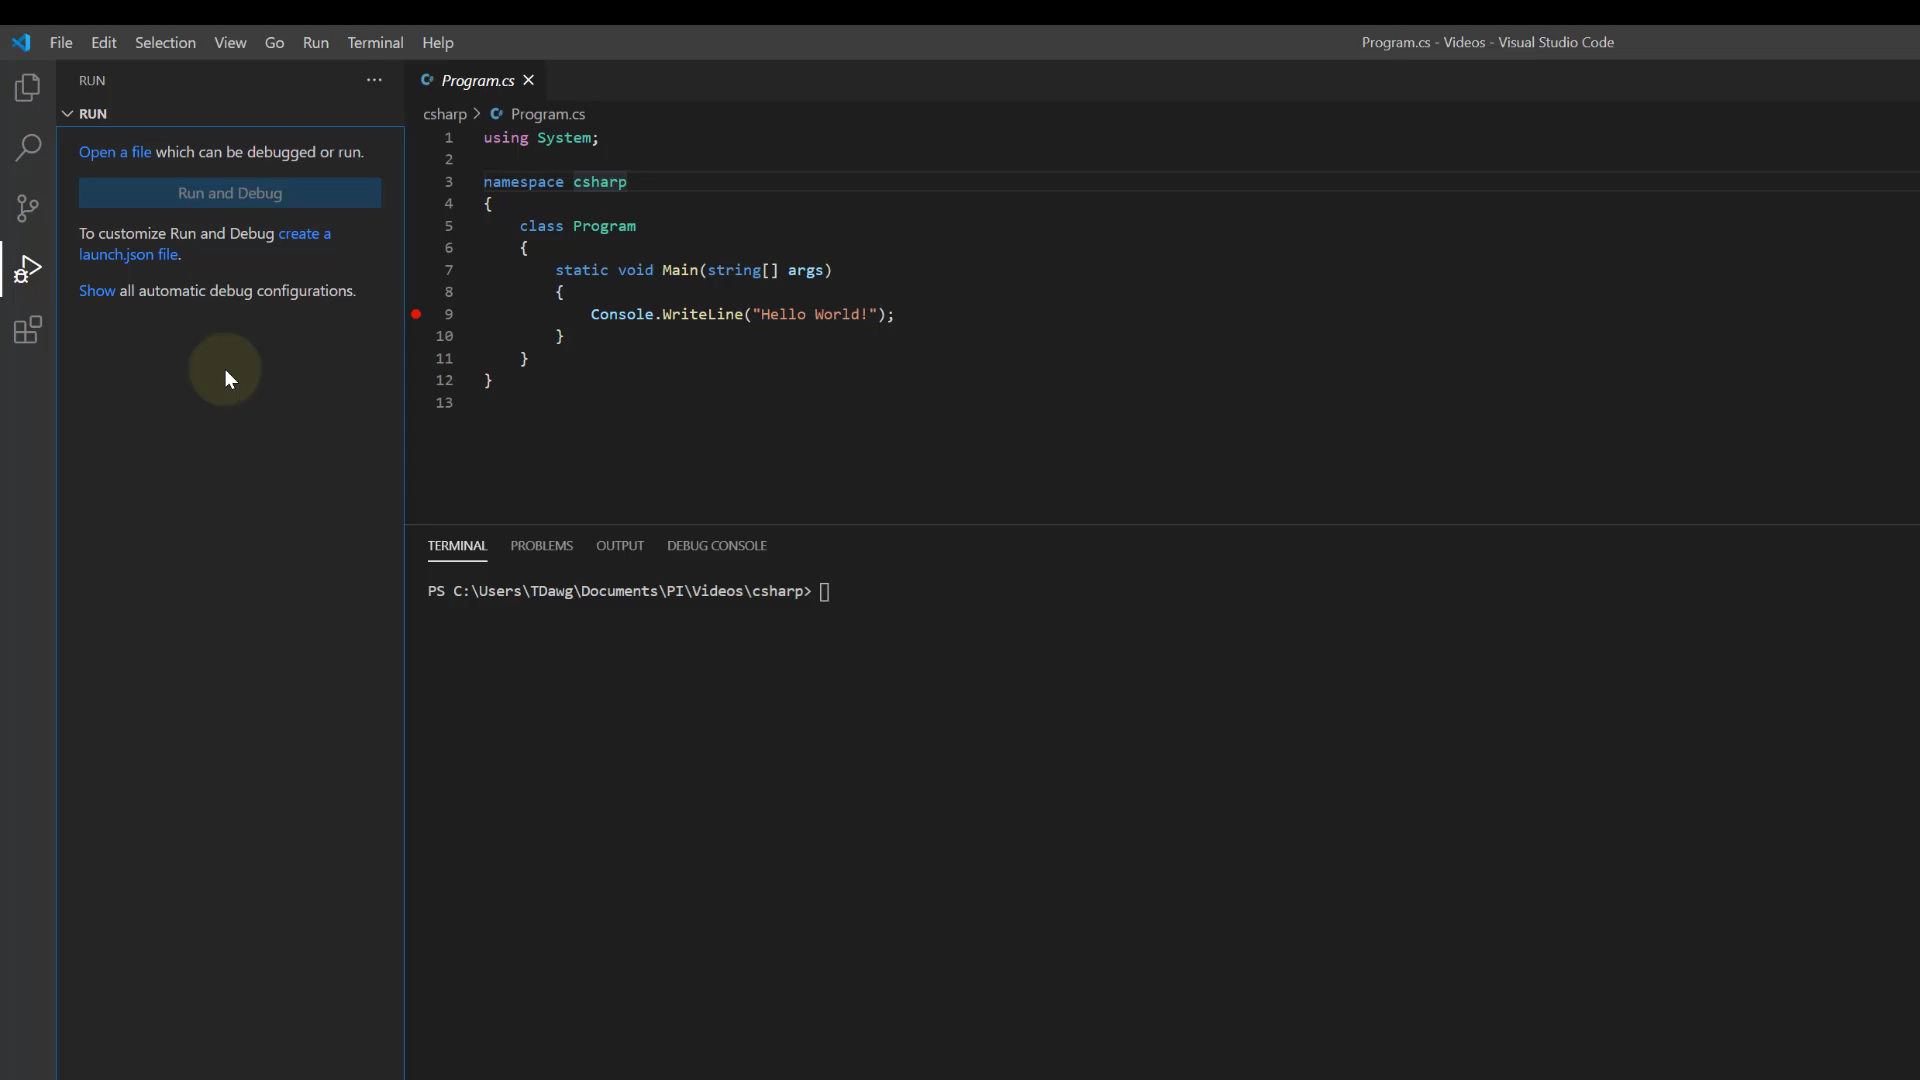 File Edit Selection View Go Run Terminal Help
Program.cs - Videos - Visual Studio Code
RUN
RUN
Open a file which can be debugged or run.
Run and Debug
To customize Run and Debug create a
launch.json file.
Show all automatic debug configurations.
Program.cs
csharp > Program.cs
1 using System;
2
3 namespace csharp
4 {
5 class Program
6 {
7 static void Main(string[] args)
8 {
9 Console.WriteLine("Hello World!");
10 }
11 }
12 }
13
TERMINAL PROBLEMS OUTPUT DEBUG CONSOLE
PS C:\Users\TDawg\Documents\PI\Videos\csharp>